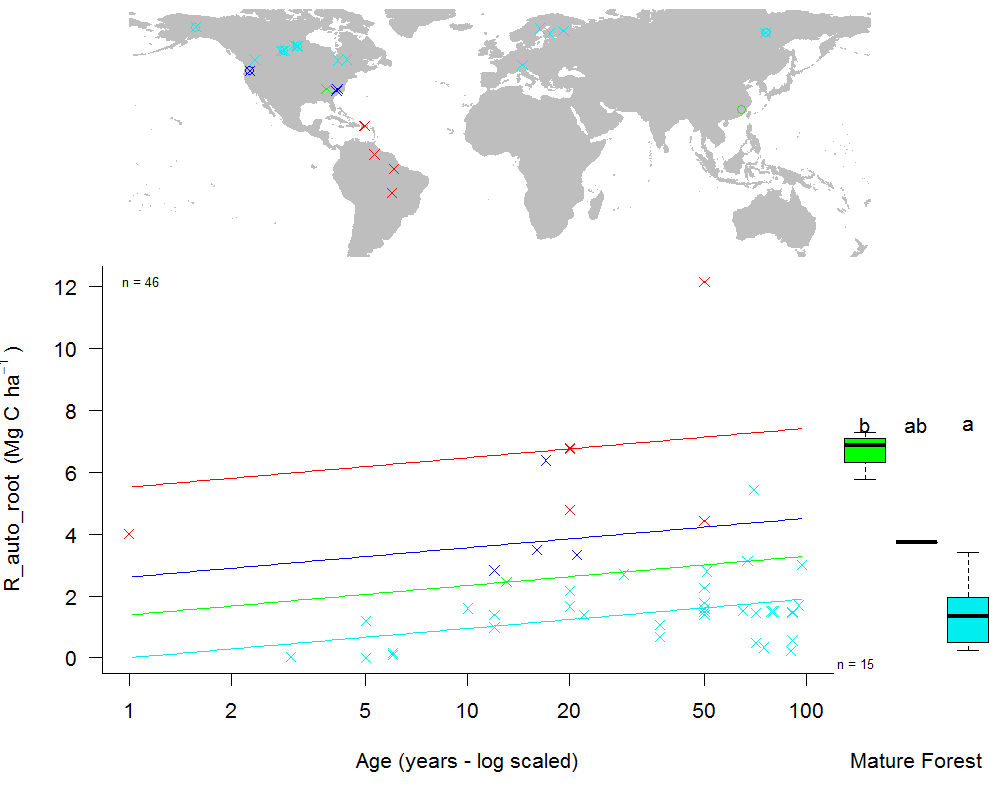 n = 46
12
10
8
6
4
2
0
R_auto_root (Mg C ha⁻¹)
b ab a
n = 15
1 2 5 10 20 50 100
Age (years - log scaled)
Mature Forest